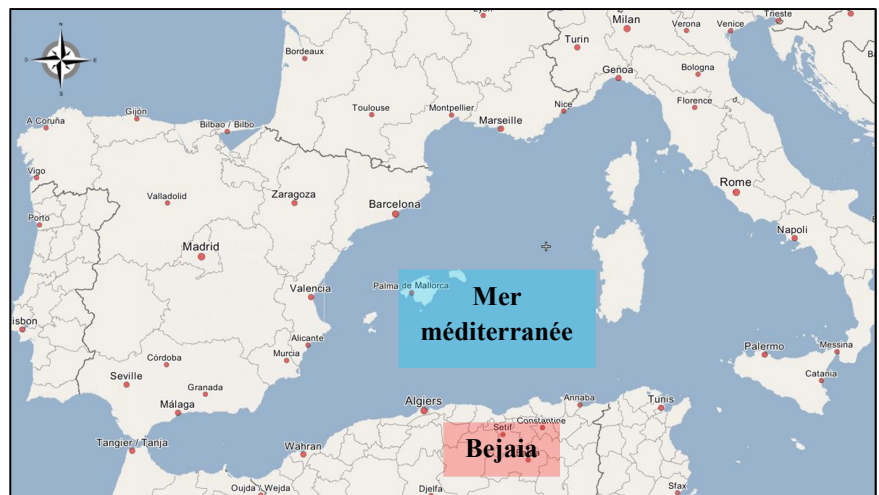 Milan
Verona
Venice
Trieste
Turin
Bordeaux
Genoa
Bologna
Toulouse
Montpellier
Nice
Florence
A Coruña
Gijón
Bilbao / Bilbo
Marseille
Vigo
Valladolid
Zaragoza
Barcelona
Rome
Porto
Madrid
Napoli
Valencia
Palma de Mallorca
Mer
méditerranée
Alicante
Murcia
Córdoba
Seville
Granada
Málaga
Palermo
Messina
Catania
Algiers
Annaba
Tunis
Constantine
Setif
Bejaia
Tangier / Tanja
Wahran
Oujda / Wejda
Djelfa
Sfax
N
E
S